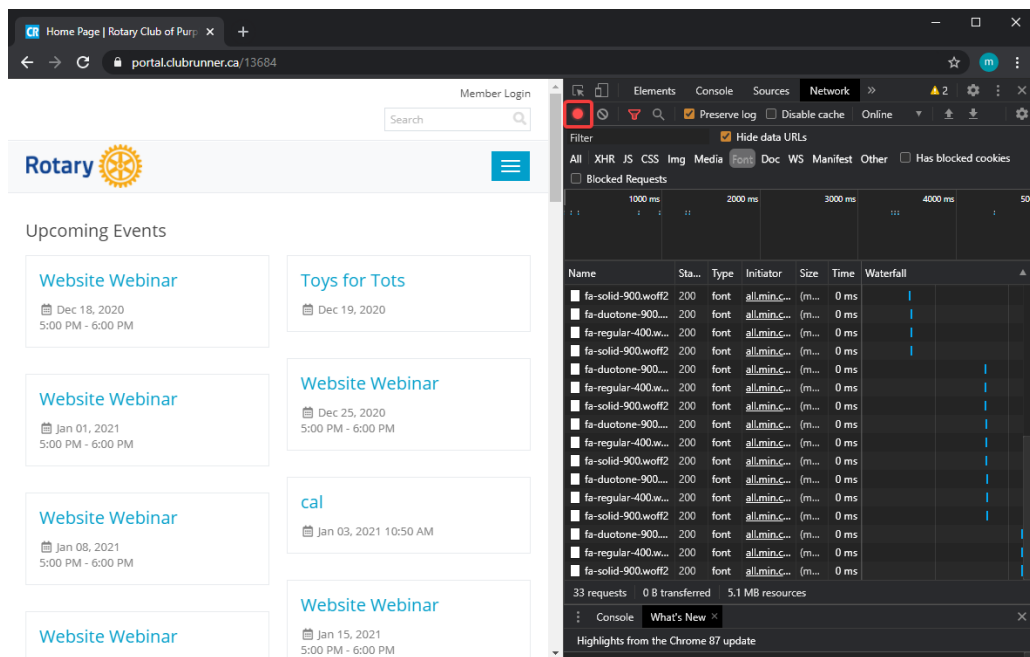 CR Home Page | Rotary Club of Purp × +
portal.clubrunner.ca/13684
m
Member Login
Search
Rotary
Upcoming Events
Website Webinar
Dec 18, 2020
5:00 PM - 6:00 PM
Toys for Tots
Dec 19, 2020
Website Webinar
Jan 01, 2021
5:00 PM - 6:00 PM
Website Webinar
Dec 25, 2020
5:00 PM - 6:00 PM
Website Webinar
Jan 08, 2021
5:00 PM - 6:00 PM
cal
Jan 03, 2021 10:50 AM
Website Webinar
Website Webinar
Jan 15, 2021
5:00 PM - 6:00 PM
Elements Console Sources Network » 2
Preserve log Disable cache Online
Filter Hide data URLs
All XHR JS CSS Img Media Font Doc WS Manifest Other Has blocked cookies
Blocked Requests
1000 ms 2000 ms 3000 ms 4000 ms 50
Name Sta... Type Initiator Size Time Waterfall
fa-solid-900.woff2 200 font all.min.c... (m... 0 ms
fa-duotone-900.... 200 font all.min.c... (m... 0 ms
fa-regular-400.w... 200 font all.min.c... (m... 0 ms
fa-solid-900.woff2 200 font all.min.c... (m... 0 ms
fa-duotone-900.... 200 font all.min.c... (m... 0 ms
fa-regular-400.w... 200 font all.min.c... (m... 0 ms
fa-solid-900.woff2 200 font all.min.c... (m... 0 ms
fa-duotone-900.... 200 font all.min.c... (m... 0 ms
fa-regular-400.w... 200 font all.min.c... (m... 0 ms
fa-solid-900.woff2 200 font all.min.c... (m... 0 ms
fa-duotone-900.... 200 font all.min.c... (m... 0 ms
fa-regular-400.w... 200 font all.min.c... (m... 0 ms
fa-solid-900.woff2 200 font all.min.c... (m... 0 ms
fa-duotone-900.... 200 font all.min.c... (m... 0 ms
fa-regular-400.w... 200 font all.min.c... (m... 0 ms
fa-solid-900.woff2 200 font all.min.c... (m... 0 ms
33 requests 0 B transferred 5.1 MB resources
Console What's New ×
Highlights from the Chrome 87 update